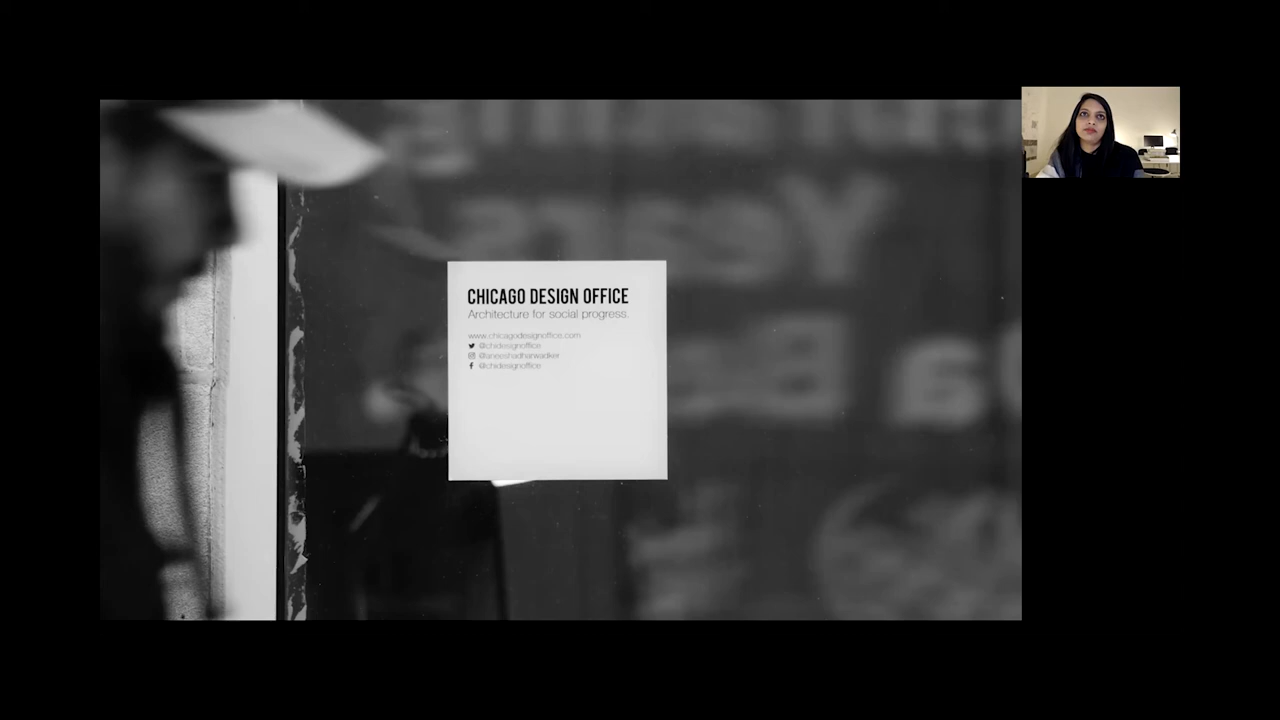 CHICAGO DESIGN OFFICE
Architecture for social progress.
www.chicagodesignoffice.com
@chidesignoffice
@aneeshadharwadker
@chidesignoffice